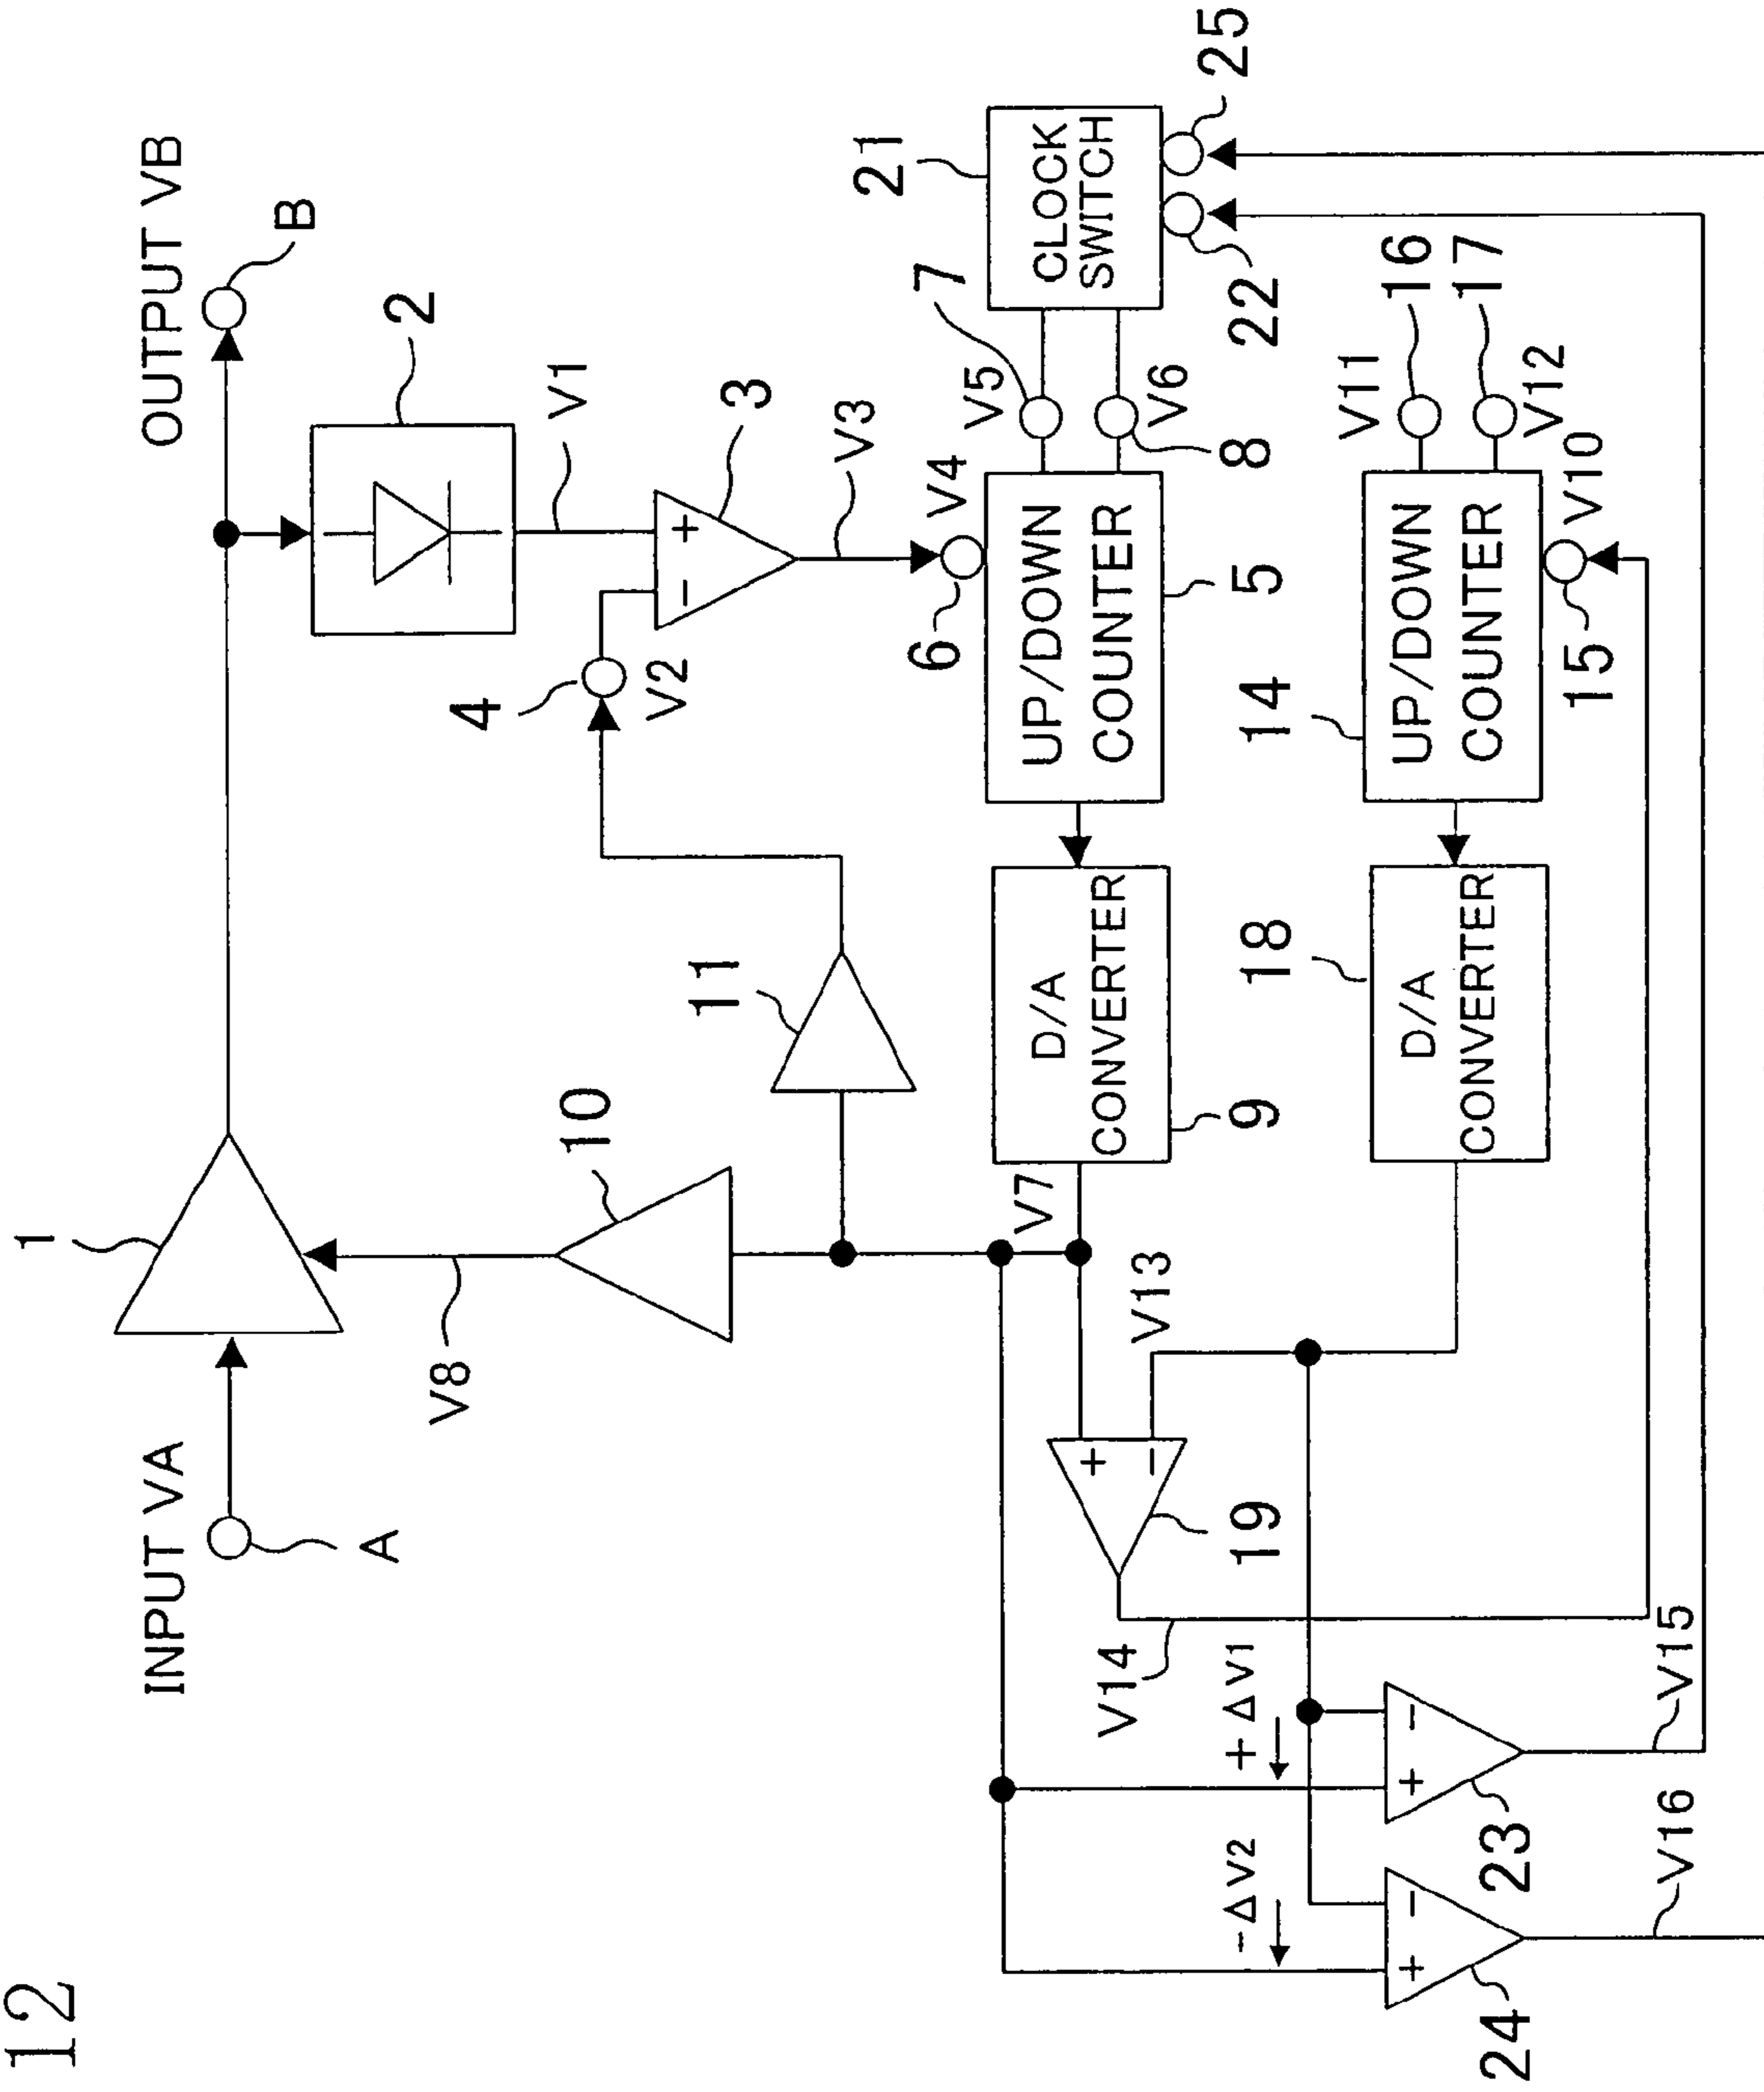 12
INPUT VA
A
1
OUTPUT VB
B
V8
10
2
V1
11
4
V2
3
V3
6
V4
V7
D/A
CONVERTER
9
UP/DOWN
COUNTER
5
V5
7
V6
8
CLOCK
SWITCH
21
22
25
V13
+
−
19
V14
18
D/A
CONVERTER
14
UP/DOWN
COUNTER
V11
16
17
V12
V10
15
−ΔV2
+ΔV1
+
−
24
+
−
23
V16
V15
−
+